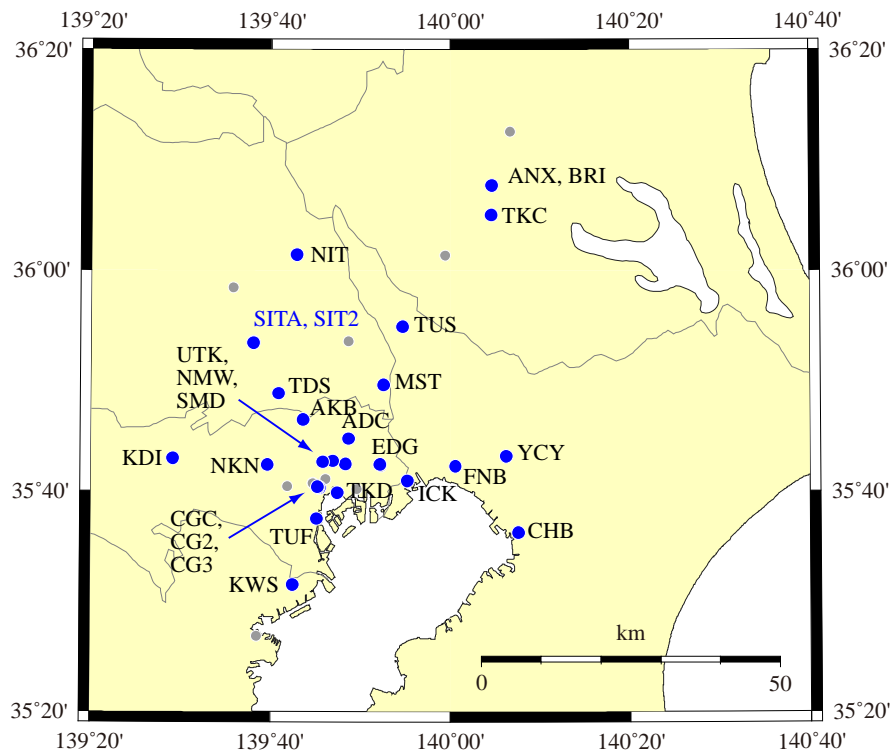 139˚20' 139˚40' 140˚00' 140˚20' 140˚40'
36˚20' 36˚20'
ANX, BRI
TKC
NIT
36˚00' 36˚00'
SITA, SIT2
TUS
UTK,
NMW,
SMD
MST
TDS
AKB
ADC
EDG
KDI
NKN
YCY
FNB
35˚40' 35˚40'
TKD
ICK
CGC,
CG2,
CG3
TUF
CHB
KWS
km
0 50
35˚20' 35˚20'
139˚20' 139˚40' 140˚00' 140˚20' 140˚40'